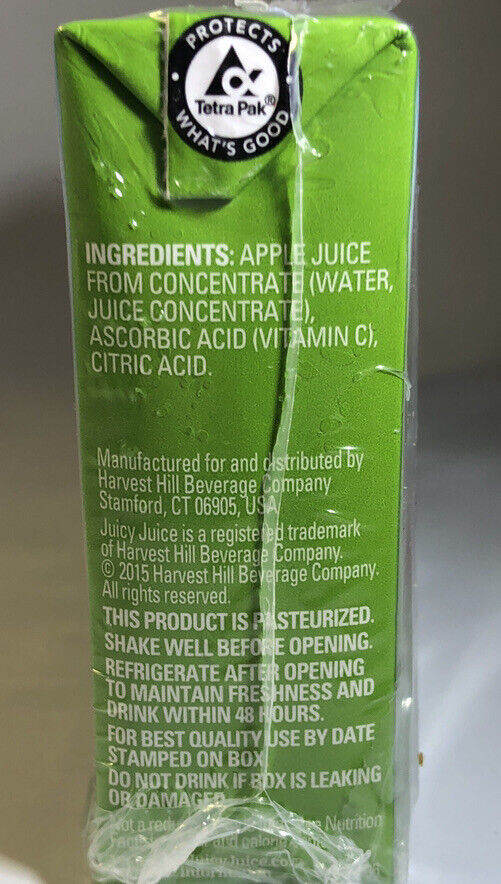 PROTECTS
Tetra Pak®
WHAT'S GOOD
INGREDIENTS: APPLE JUICE
FROM CONCENTRATE (WATER,
JUICE CONCENTRATE),
ASCORBIC ACID (VITAMIN C),
CITRIC ACID.
Manufactured for and distributed by
Harvest Hill Beverage Company
Stamford, CT 06905, USA
Juicy Juice is a registered trademark
of Harvest Hill Beverage Company.
© 2015 Harvest Hill Beverage Company.
All rights reserved.
THIS PRODUCT IS PASTEURIZED.
SHAKE WELL BEFORE OPENING.
REFRIGERATE AFTER OPENING
TO MAINTAIN FRESHNESS AND
DRINK WITHIN 48 HOURS.
FOR BEST QUALITY USE BY DATE
STAMPED ON BOX
DO NOT DRINK IF BOX IS LEAKING
OR DAMAGED
Not a Nutrition
and